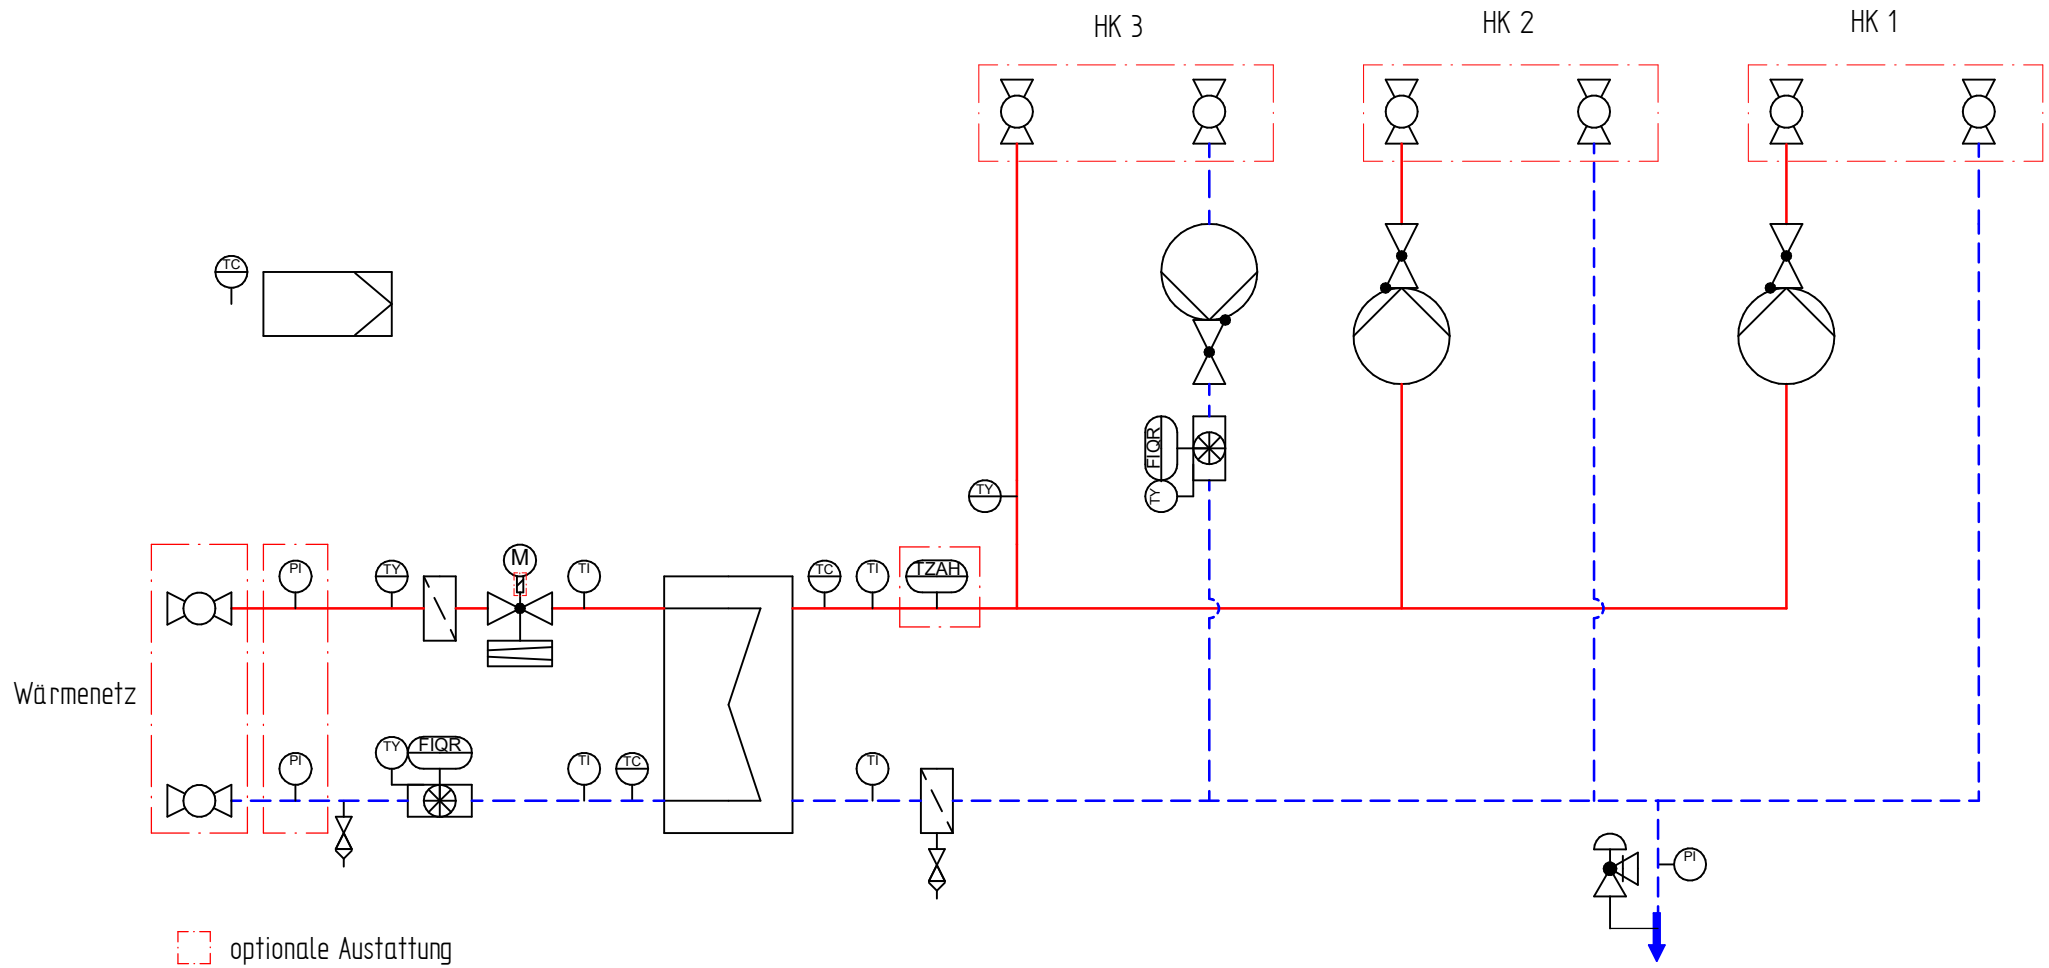 HK 3
HK 2
HK 1
TC
FIQR
TY
TY
PI
TY
M
TI
TC
TI
TZAH
Wärmenetz
PI
TY
FIQR
TI
TC
TI
PI
optionale Austattung